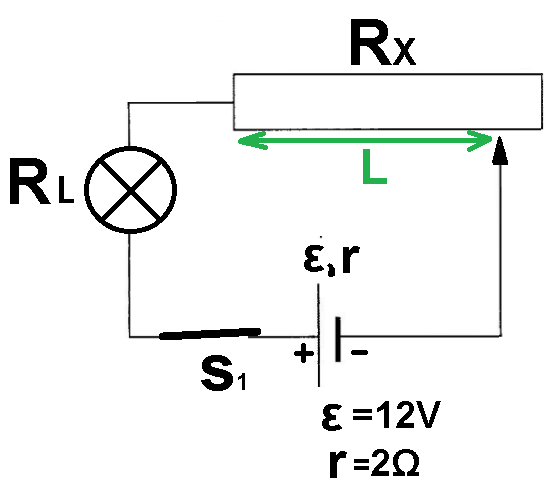 Rx
L
RL
ε,r
+ -
S1
ε =12V
r =2Ω